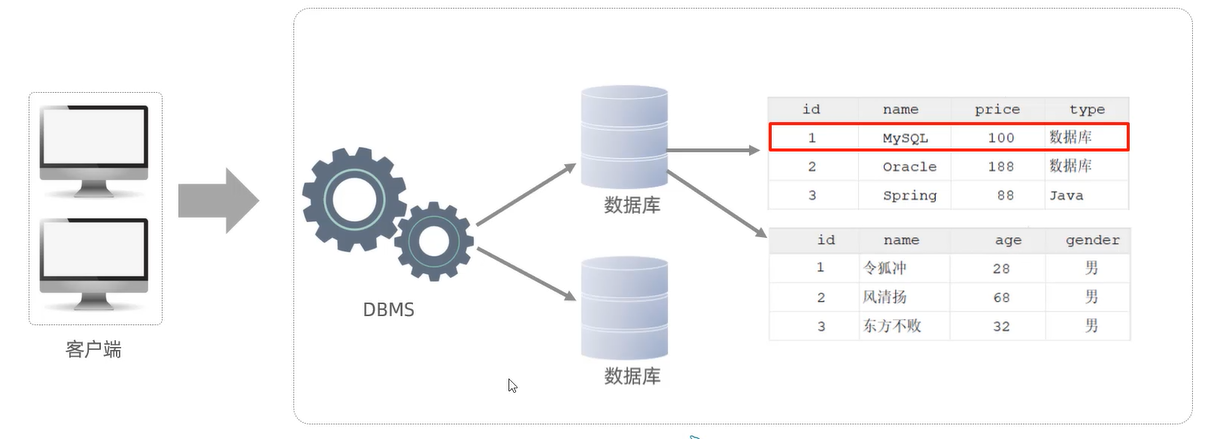 客户端
DBMS
数据库
数据库
id name price type
1 MySQL 100 数据库
2 Oracle 188 数据库
3 Spring 88 Java
id name age gender
1 令狐冲 28 男
2 风清扬 68 男
3 东方不败 32 男